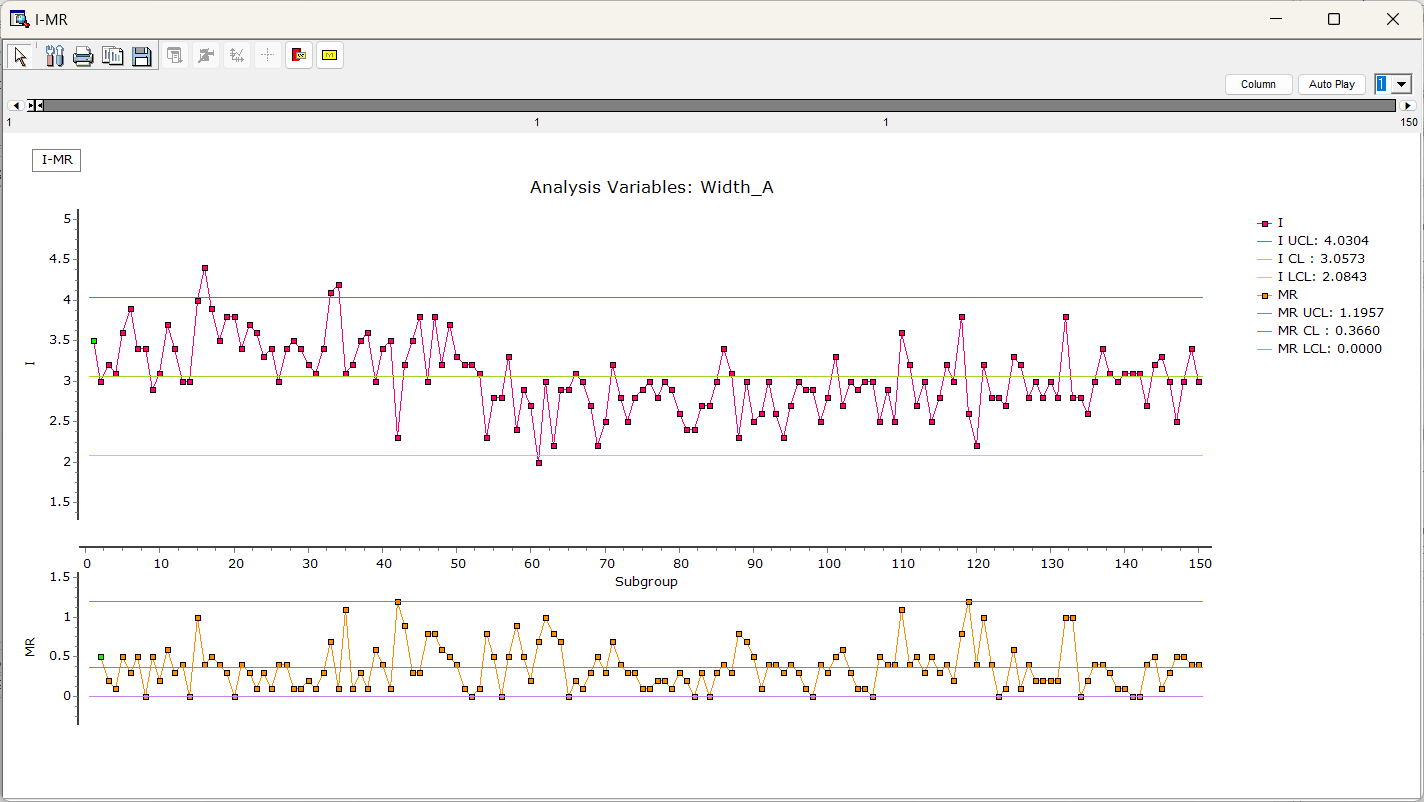 I-MR
Column
Auto Play
1
1
1
1
150
I-MR
Analysis Variables: Width_A
5
4.5
4
3.5
3
2.5
2
1.5
I
I
I UCL: 4.0304
I CL : 3.0573
I LCL: 2.0843
MR
MR UCL: 1.1957
MR CL : 0.3660
MR LCL: 0.0000
0 10 20 30 40 50 60 70 80 90 100 110 120 130 140 150
Subgroup
1.5
1
0.5
0
MR